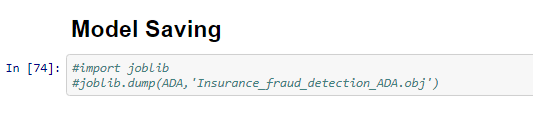 Model Saving
In [74]: #import joblib
#joblib.dump(ADA,'Insurance_fraud_detection_ADA.obj')